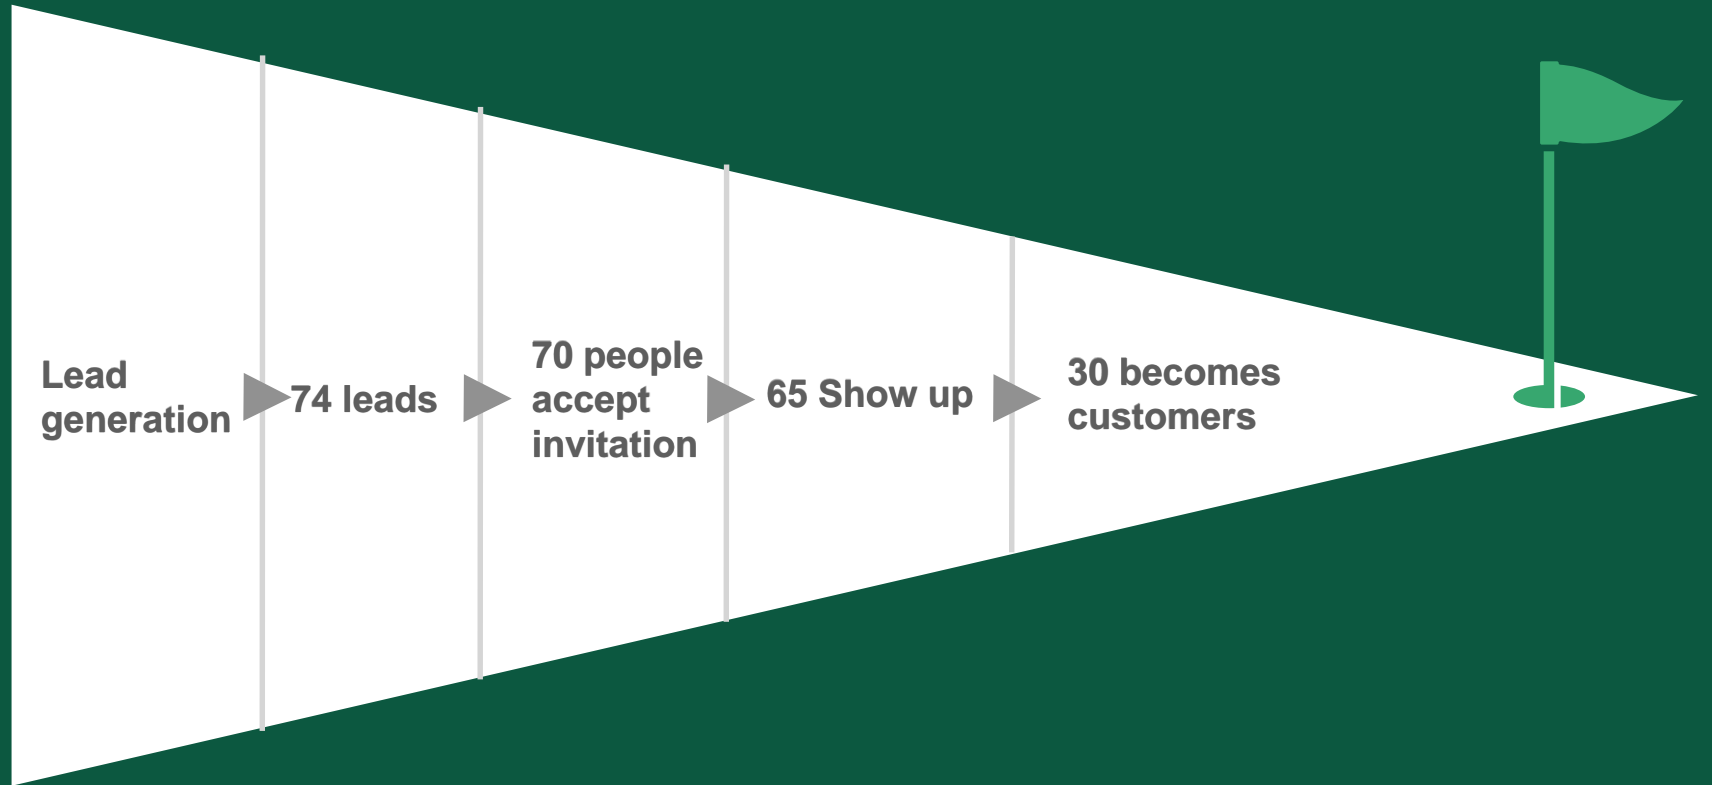 Lead
generation
74 leads
70 people
accept
invitation
65 Show up
30 becomes
customers